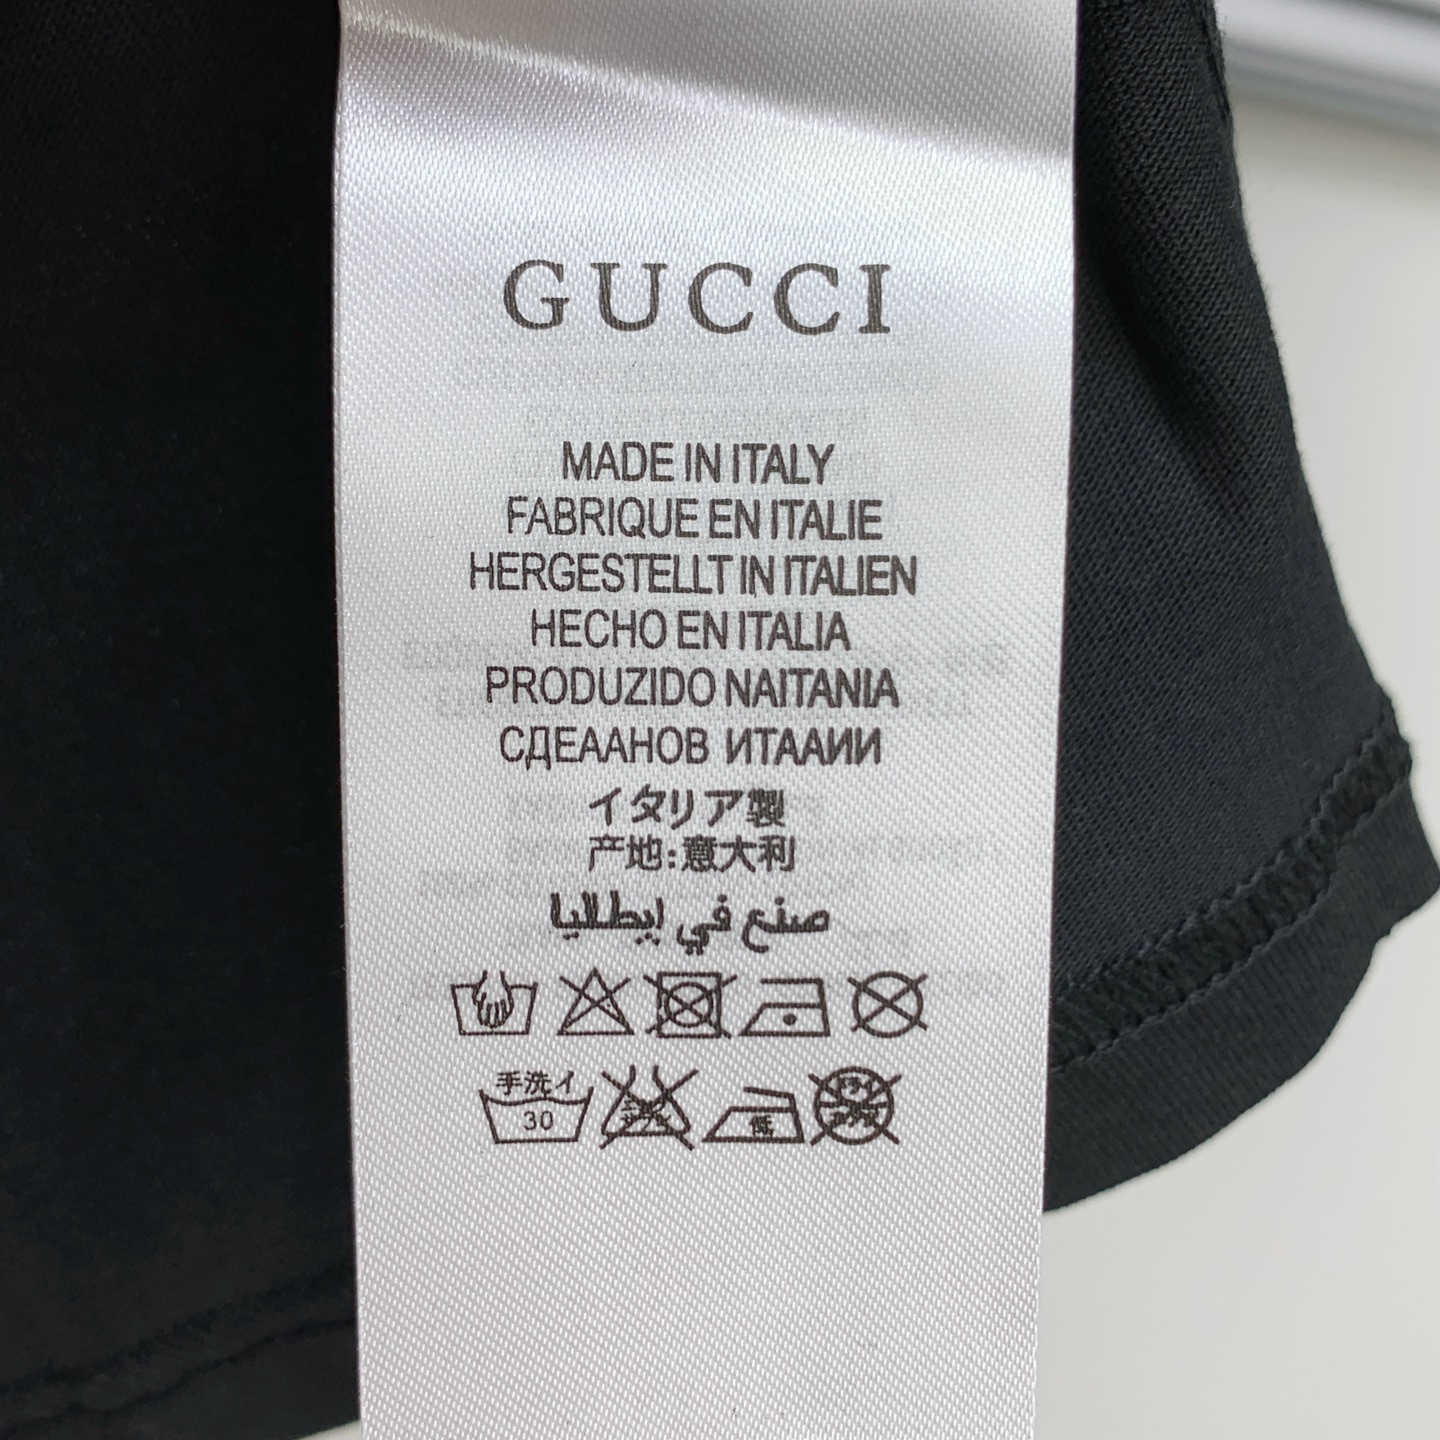 GUCCI
MADE IN ITALY
FABRIQUE EN ITALIE
HERGESTELLT IN ITALIEN
HECHO EN ITALIA
PRODUZIDO NAITANIA
СДЕААНОВ ИТААИИ
イタリア製
产地:意大利
صنع في إيطاليا
手洗イ
30
低